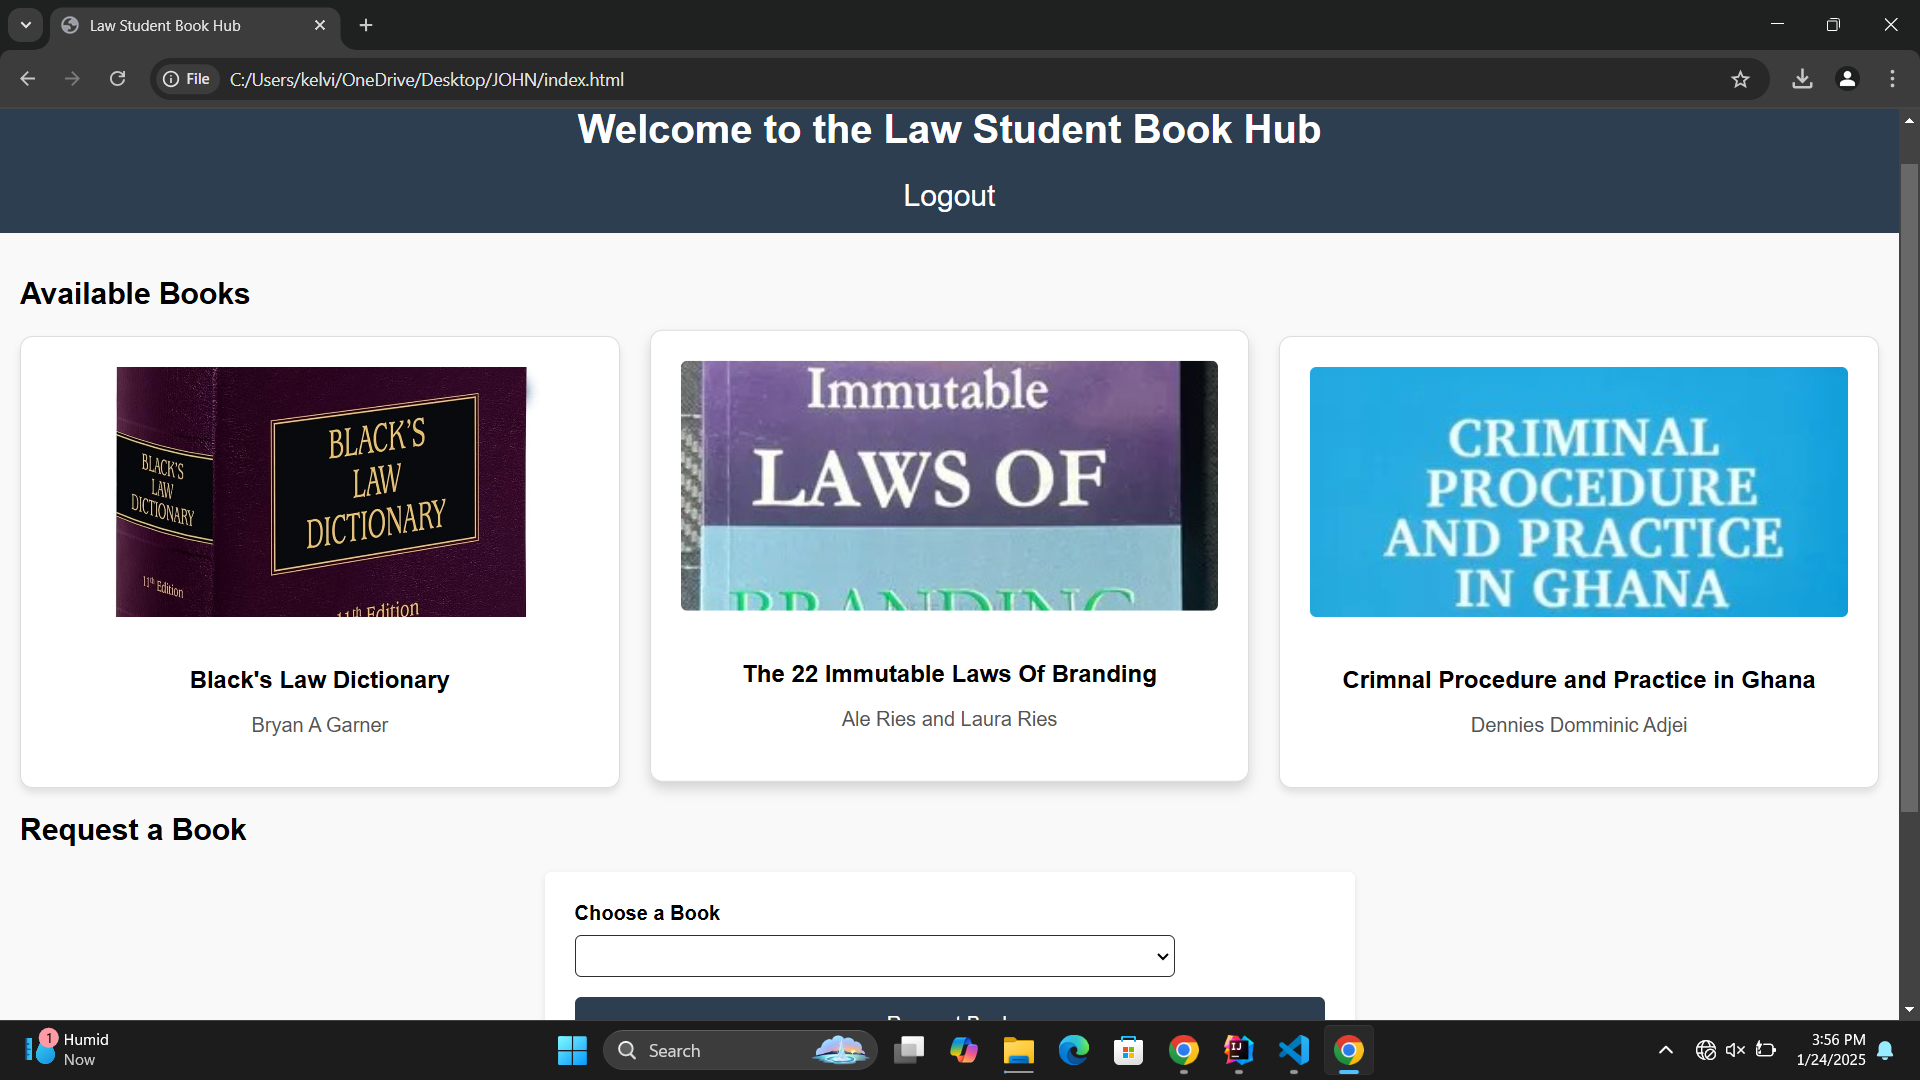 Law Student Book Hub
File
C:/Users/kelvi/OneDrive/Desktop/JOHN/index.html
Welcome to the Law Student Book Hub
Logout
Available Books
BLACK'S
LAW
DICTIONARY
11th Edition
BLACK'S
LAW
DICTIONARY
11th Edition
Immutable
LAWS OF
BRANDING
CRIMINAL
PROCEDURE
AND PRACTICE
IN GHANA
Black's Law Dictionary
Bryan A Garner
The 22 Immutable Laws Of Branding
Ale Ries and Laura Ries
Crimnal Procedure and Practice in Ghana
Dennies Domminic Adjei
Request a Book
Choose a Book
Request Book
1
Humid
Now
Search
IJ
3:56 PM
1/24/2025